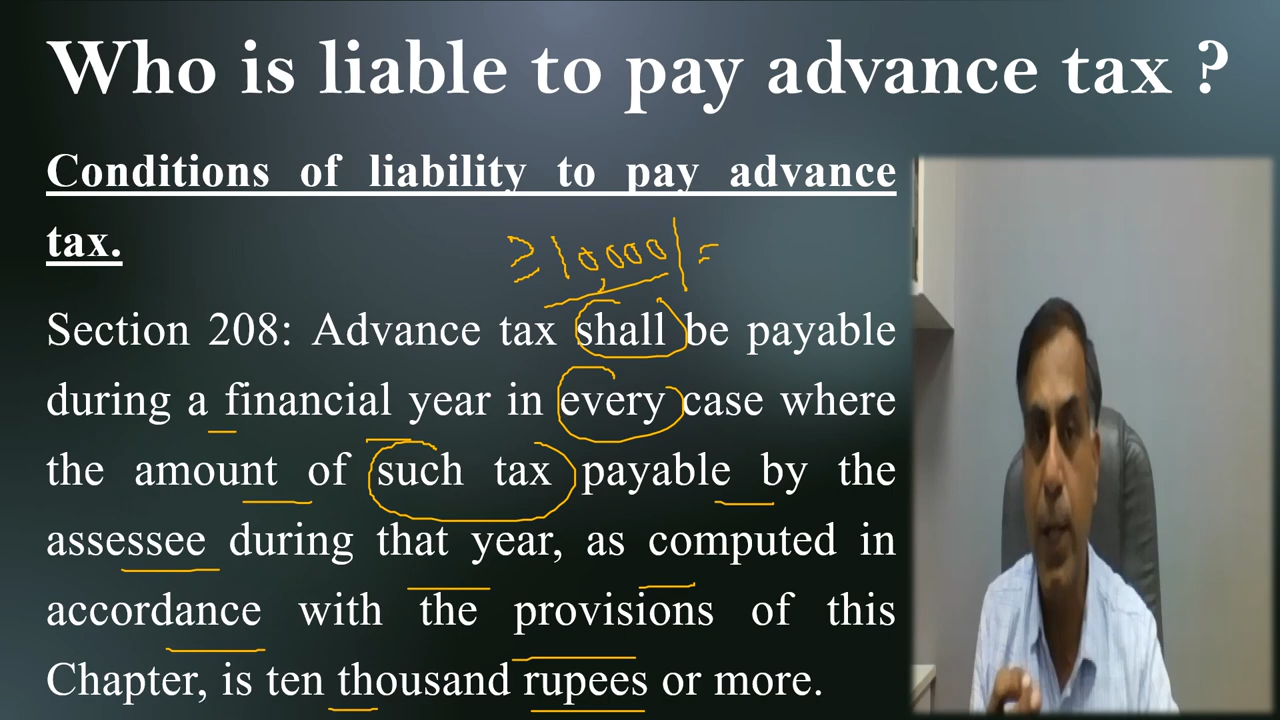 Who is liable to pay advance tax ?
Conditions of liability to pay advance
tax.
≥ 10,000/=
Section 208: Advance tax shall be payable
during a financial year in every case where
the amount of such tax payable by the
assessee during that year, as computed in
accordance with the provisions of this
Chapter, is ten thousand rupees or more.